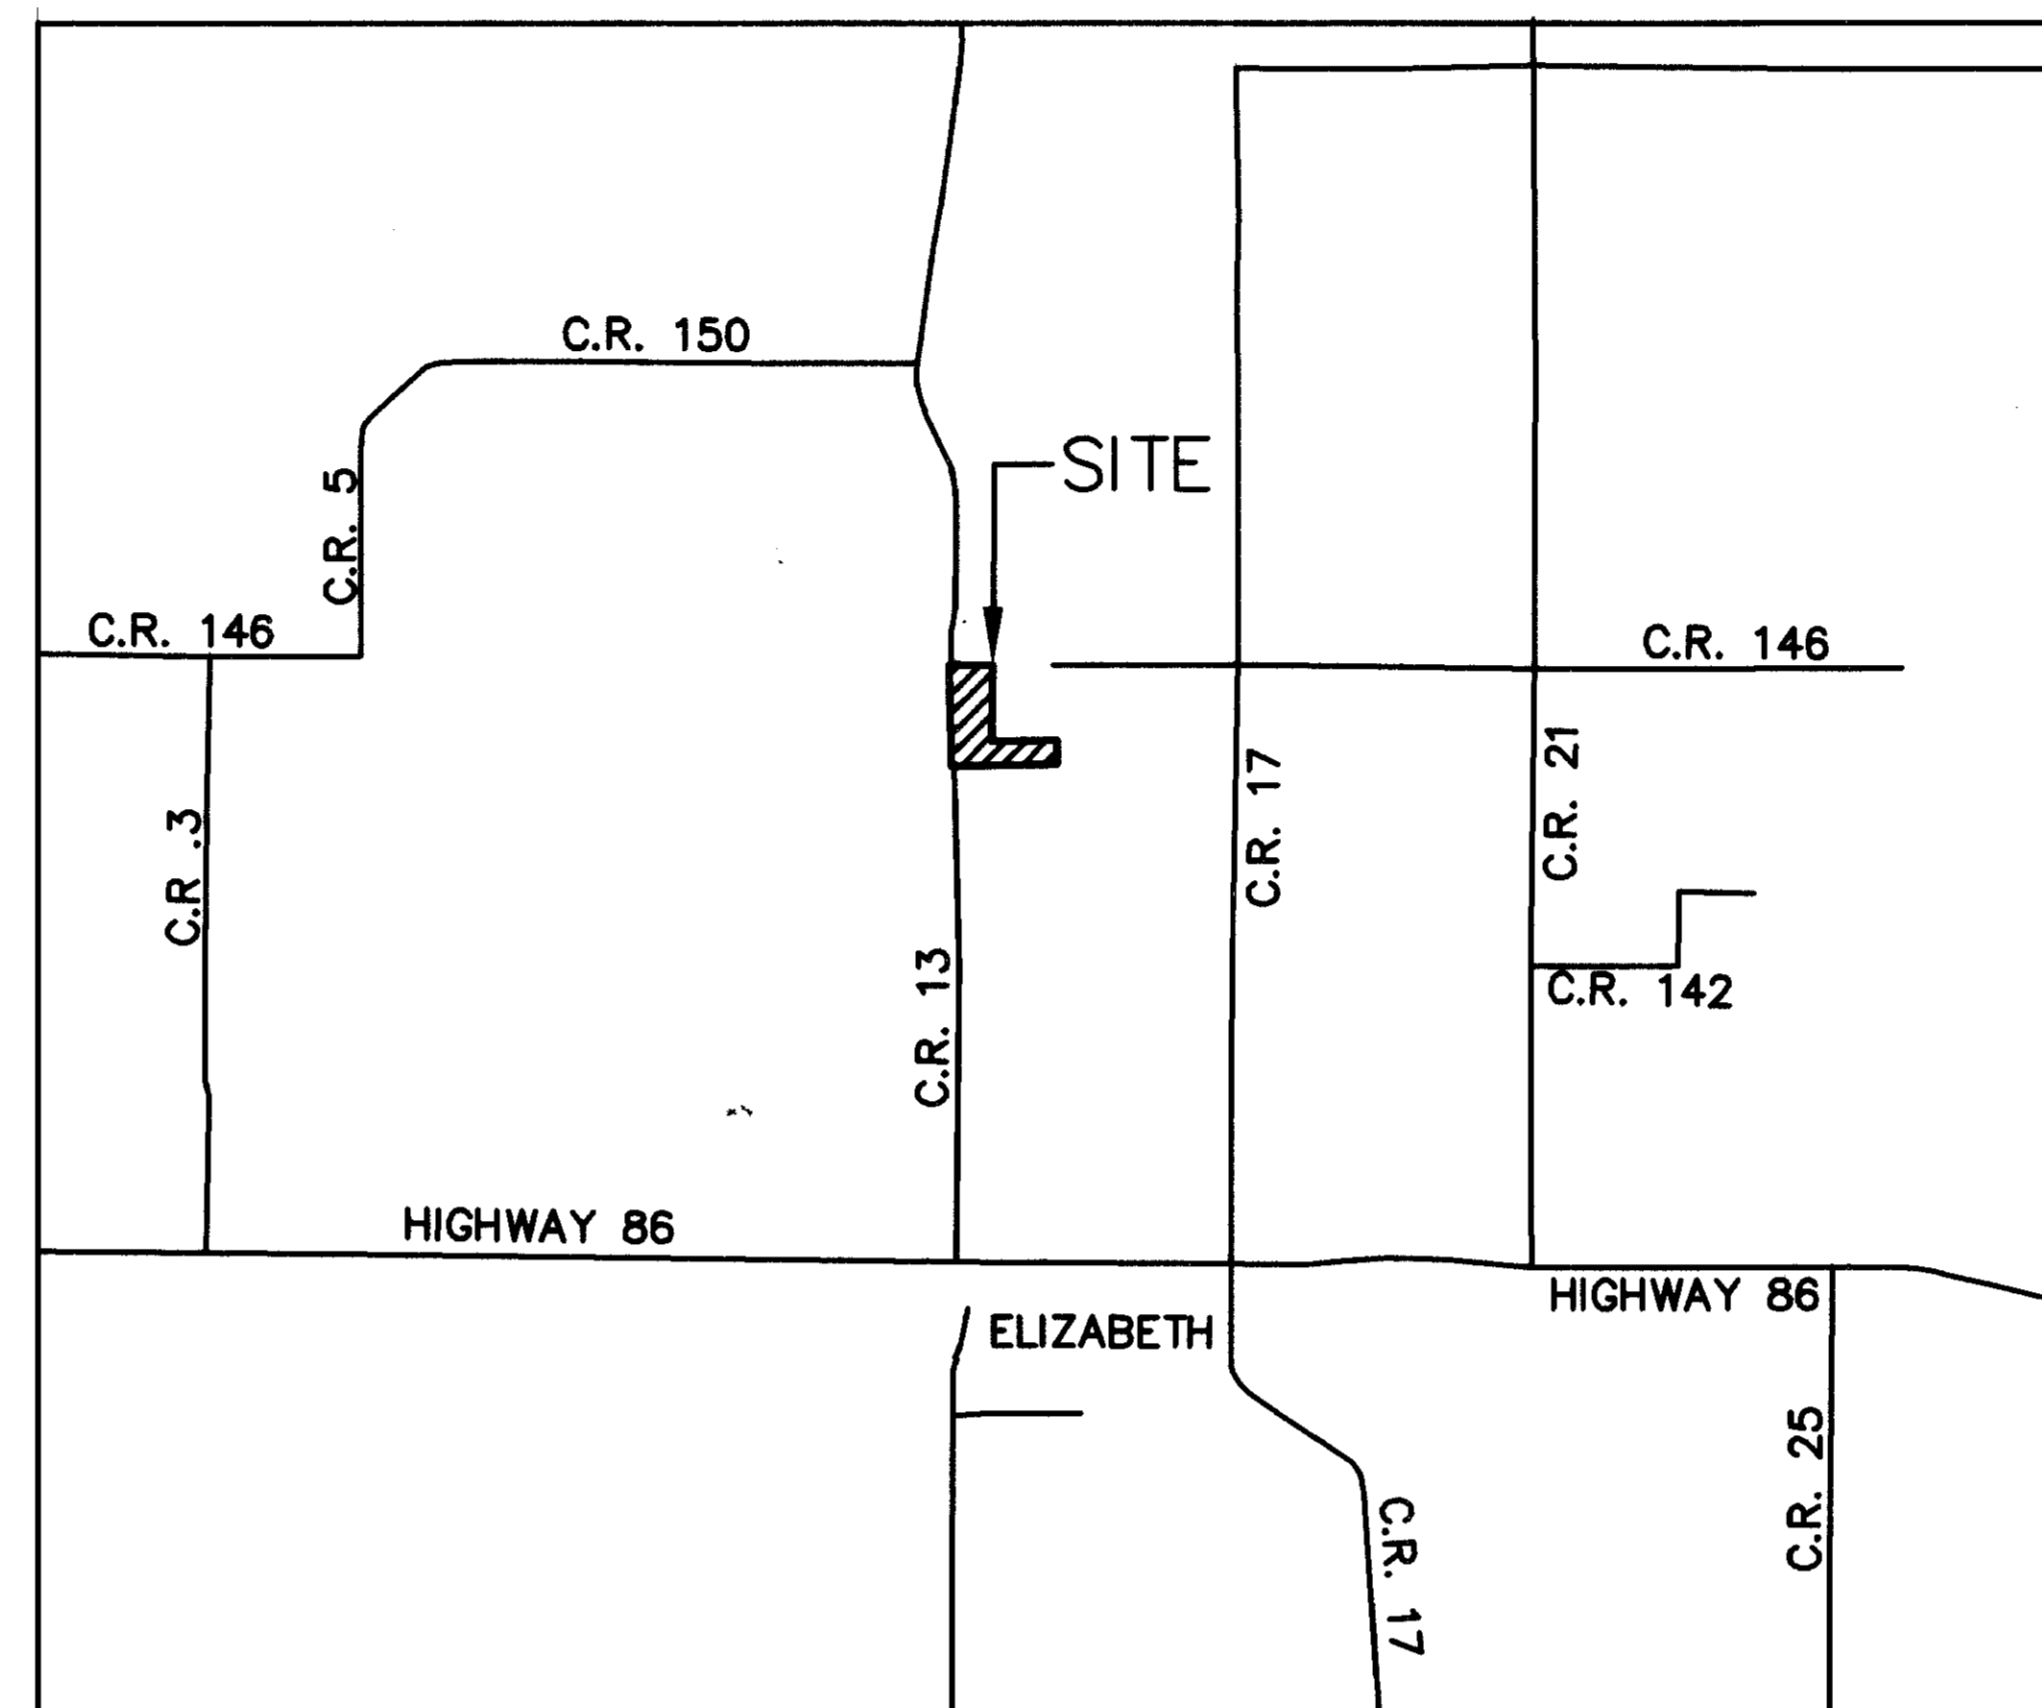 C.R. 150
SITE
C.R. 5
C.R. 146
C.R. 146
C.R. 21
C.R. 17
C.R .3
C.R. 13
C.R. 142
HIGHWAY 86
HIGHWAY 86
ELIZABETH
C.R. 25
C.R. 17